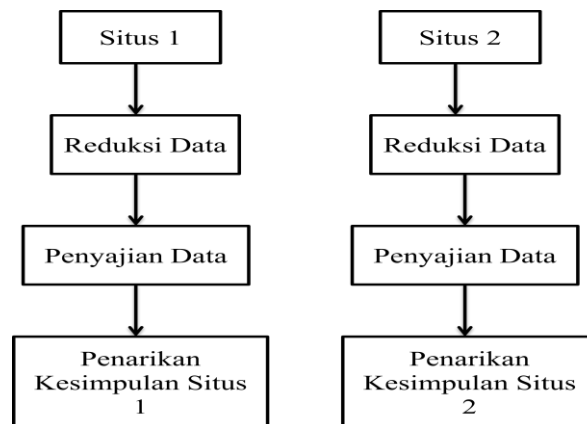 Situs 1
Reduksi Data
Penyajian Data
Penarikan
Kesimpulan Situs
1
Situs 2
Reduksi Data
Penyajian Data
Penarikan
Kesimpulan Situs
2